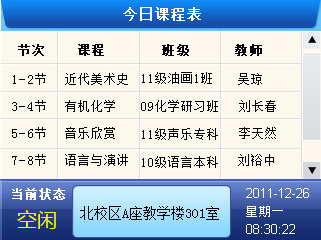 今日课程表
节次 课程 班级 教师
1-2节 近代美术史 11级油画1班 吴琼
3-4节 有机化学 09化学研习班 刘长春
5-6节 音乐欣赏 11级声乐专科 李天然
7-8节 语言与演讲 10级语言本科 刘裕中
当前状态
空闲
北校区A座教学楼301室
2011-12-26
星期一
08:30:22